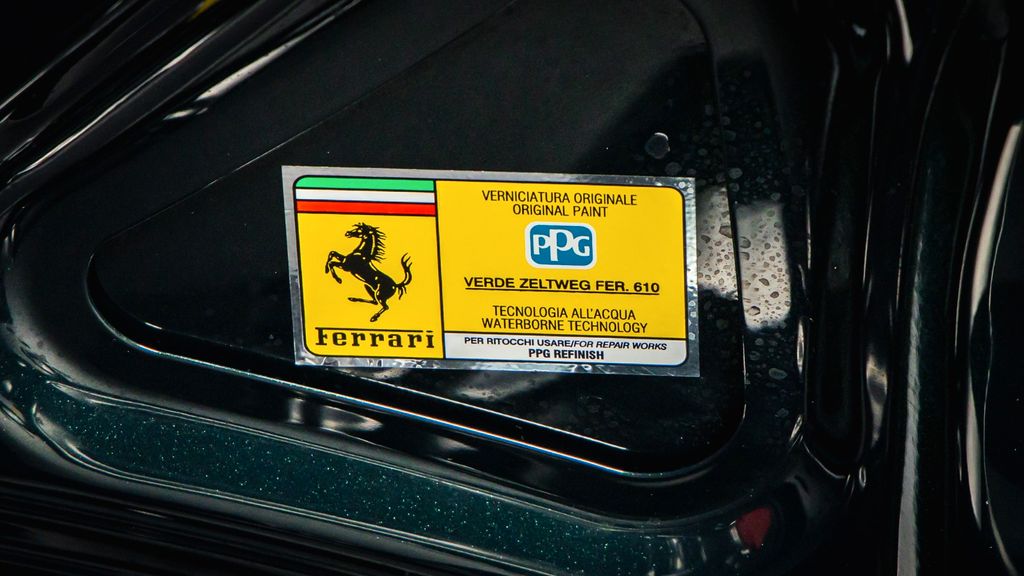 VERNICIATURA ORIGINALE
ORIGINAL PAINT
PPG
VERDE ZELTWEG FER. 610
TECNOLOGIA ALL'ACQUA
WATERBORNE TECHNOLOGY
Ferrari
PER RITOCCHI USARE/FOR REPAIR WORKS
PPG REFINISH